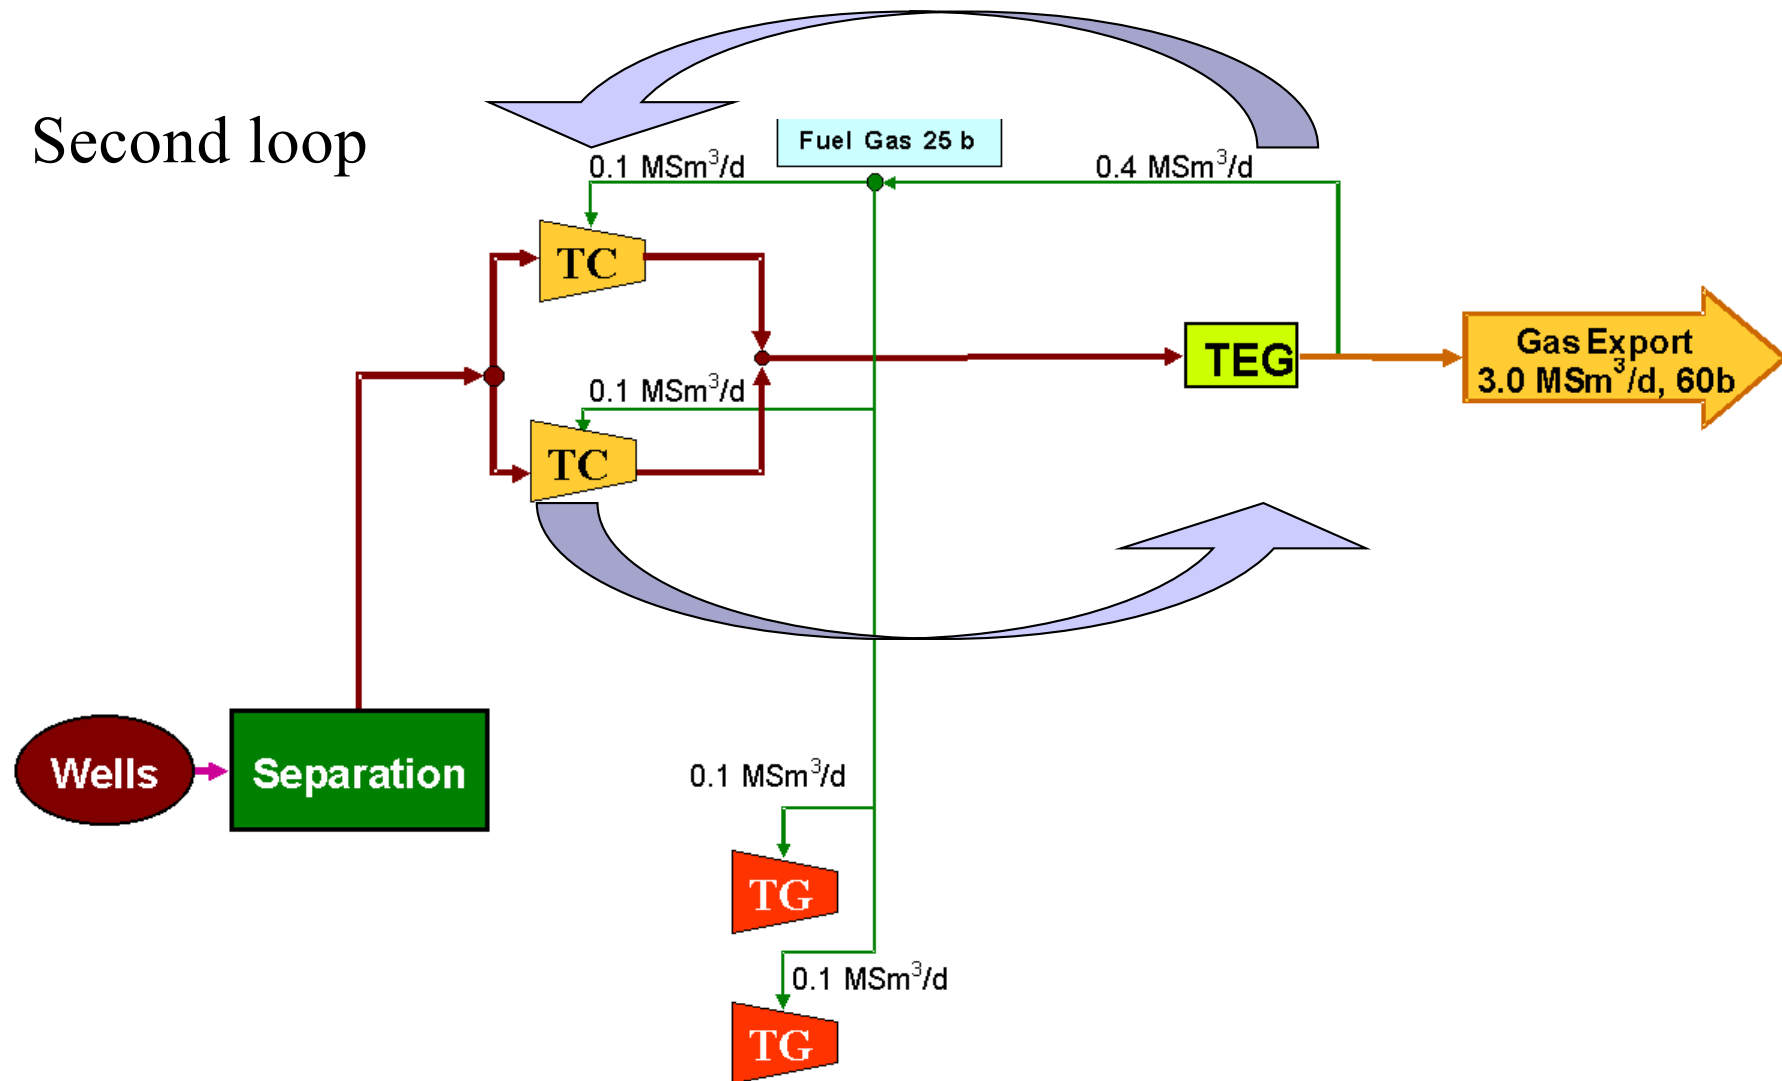 Second loop
Fuel Gas 25 b
0.1 MSm³/d
0.4 MSm³/d
TC
Gas Export
3.0 MSm³/d, 60b
TEG
0.1 MSm³/d
TC
Wells
Separation
0.1 MSm³/d
TG
0.1 MSm³/d
TG